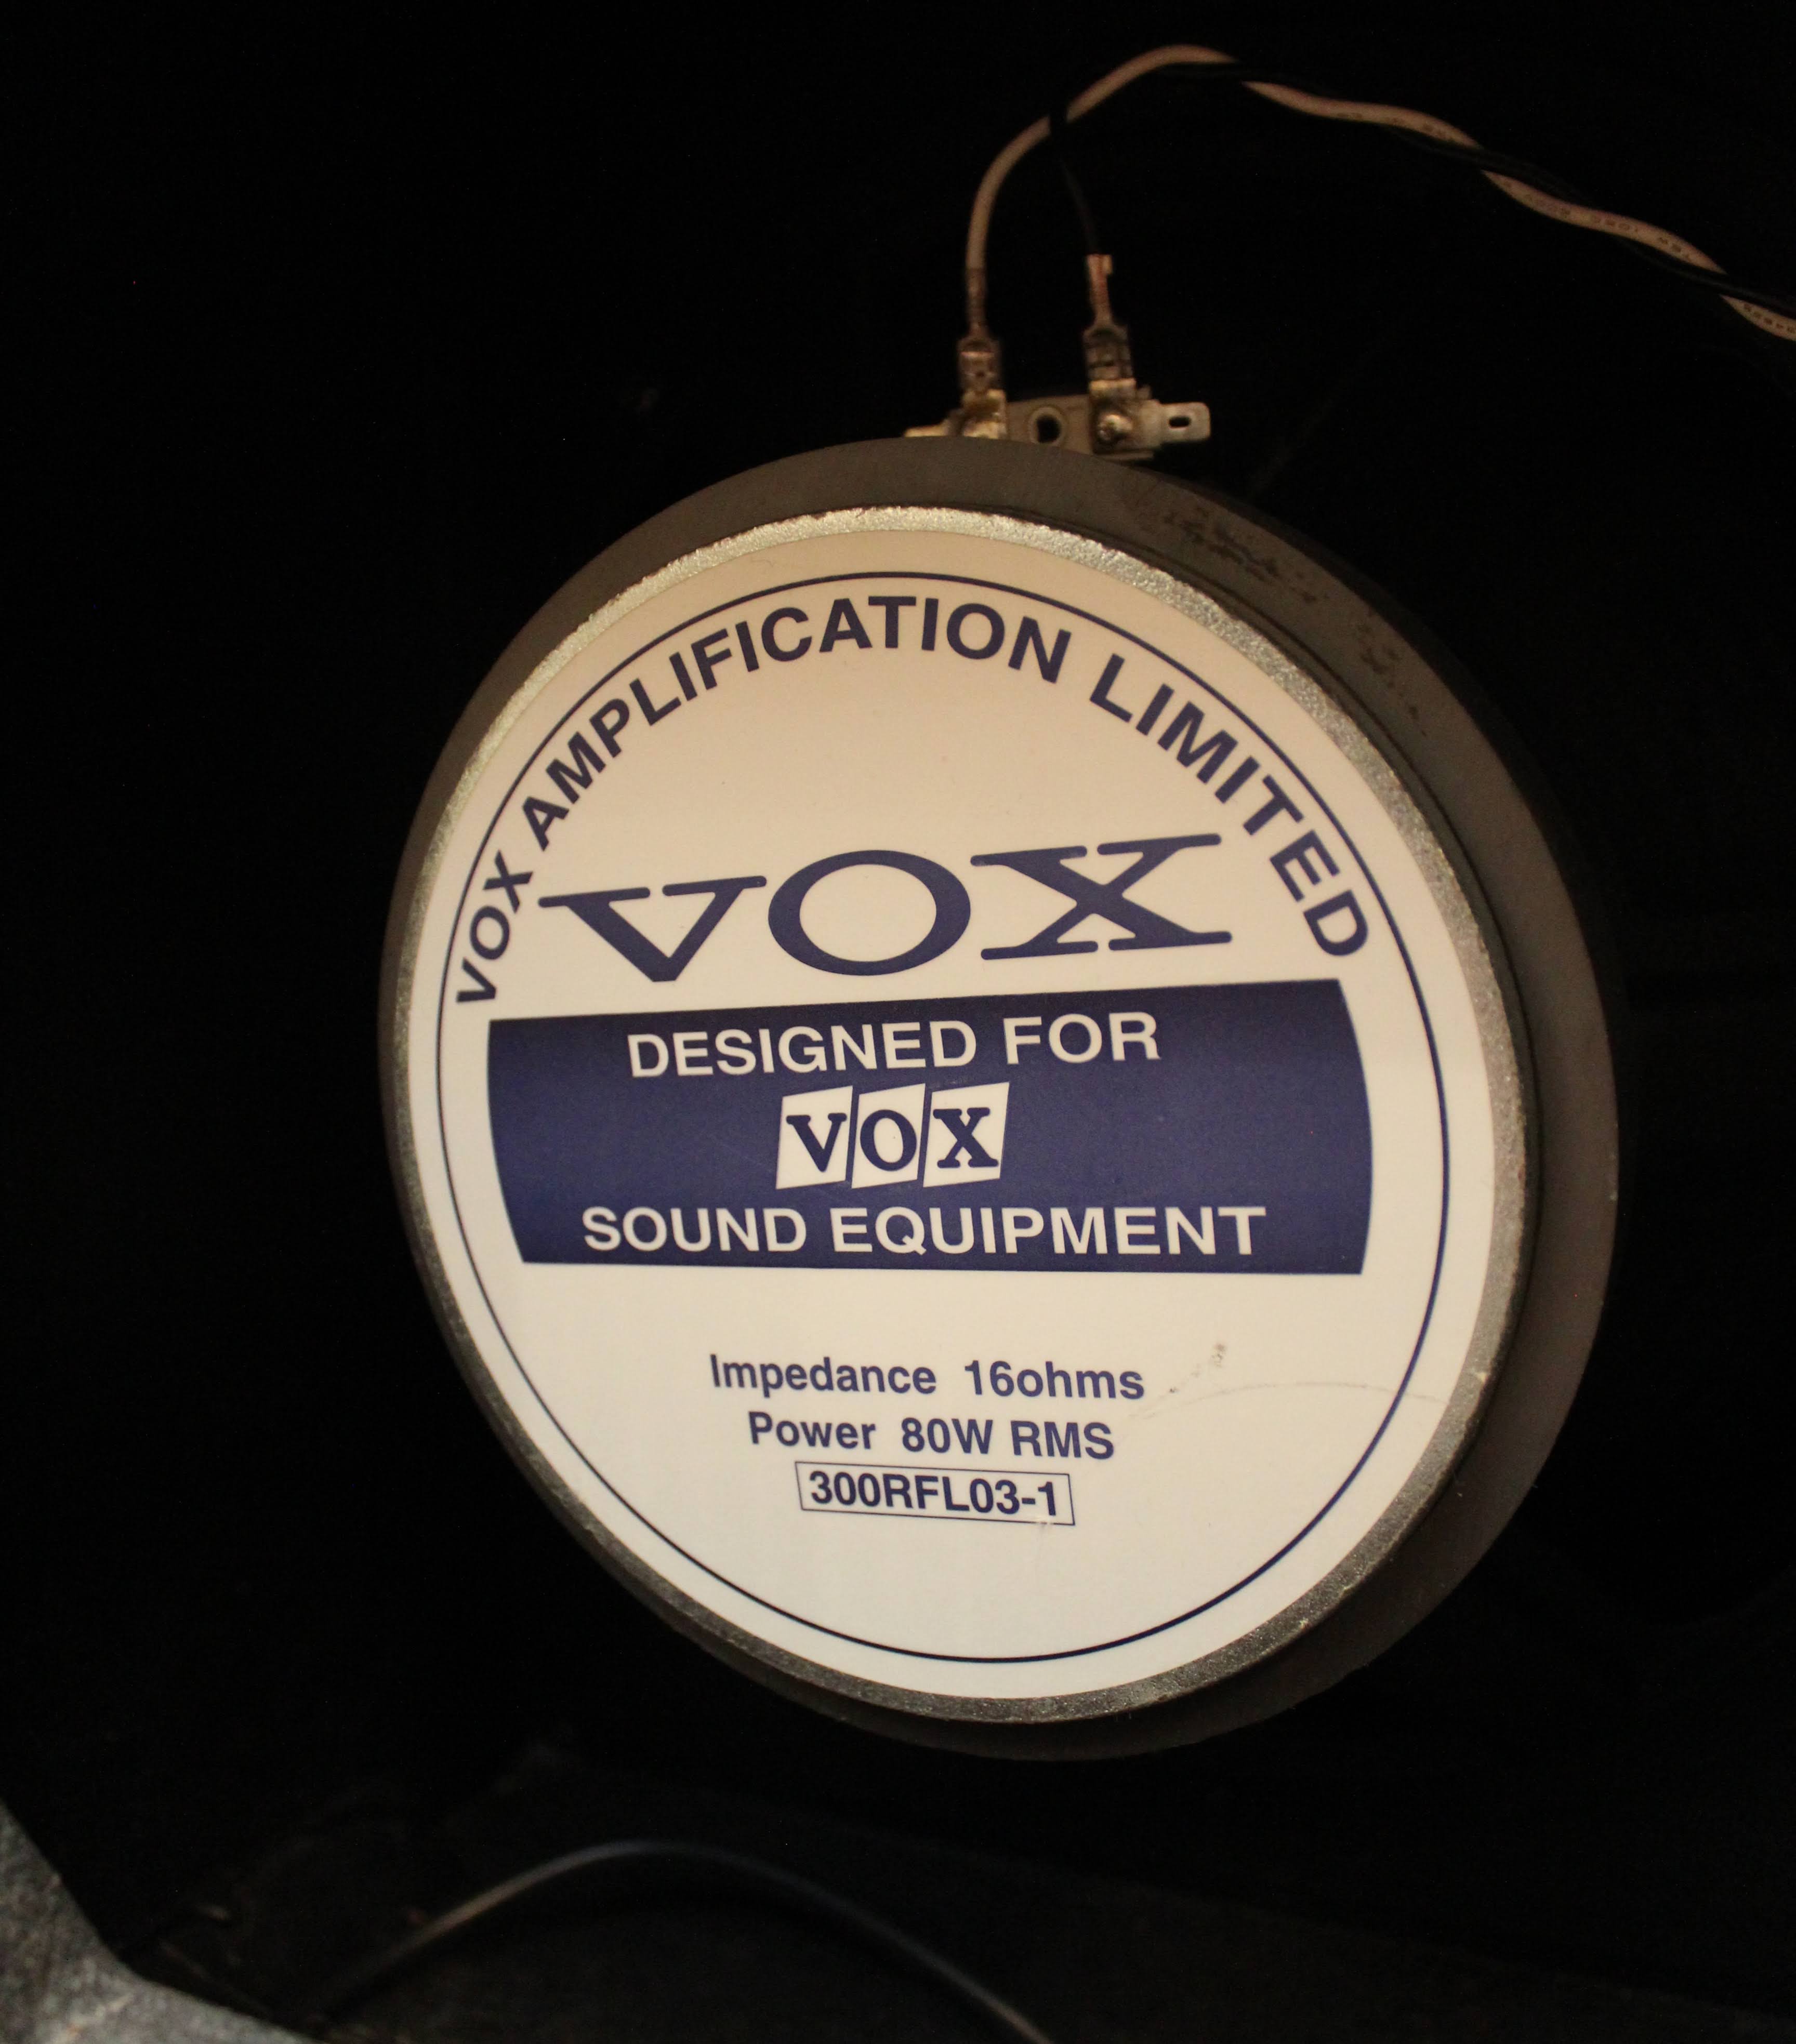 VOX AMPLIFICATION LIMITED
VOX
DESIGNED FOR
VOX
SOUND EQUIPMENT
Impedance 16ohms
Power 80W RMS
300RFL03-1